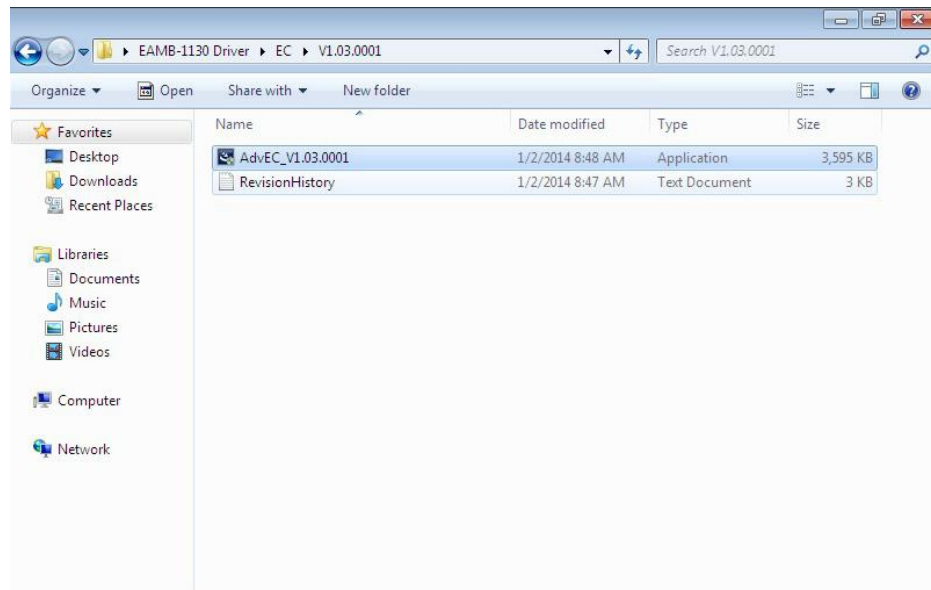 EAMB-1130 Driver EC V1.03.0001 Search V1.03.0001
Organize Open Share with New folder
Favorites
Desktop
Downloads
Recent Places
Libraries
Documents
Music
Pictures
Videos
Computer
Network
Name Date modified Type Size
AdvEC_V1.03.0001 1/2/2014 8:48 AM Application 3,595 KB
RevisionHistory 1/2/2014 8:47 AM Text Document 3 KB